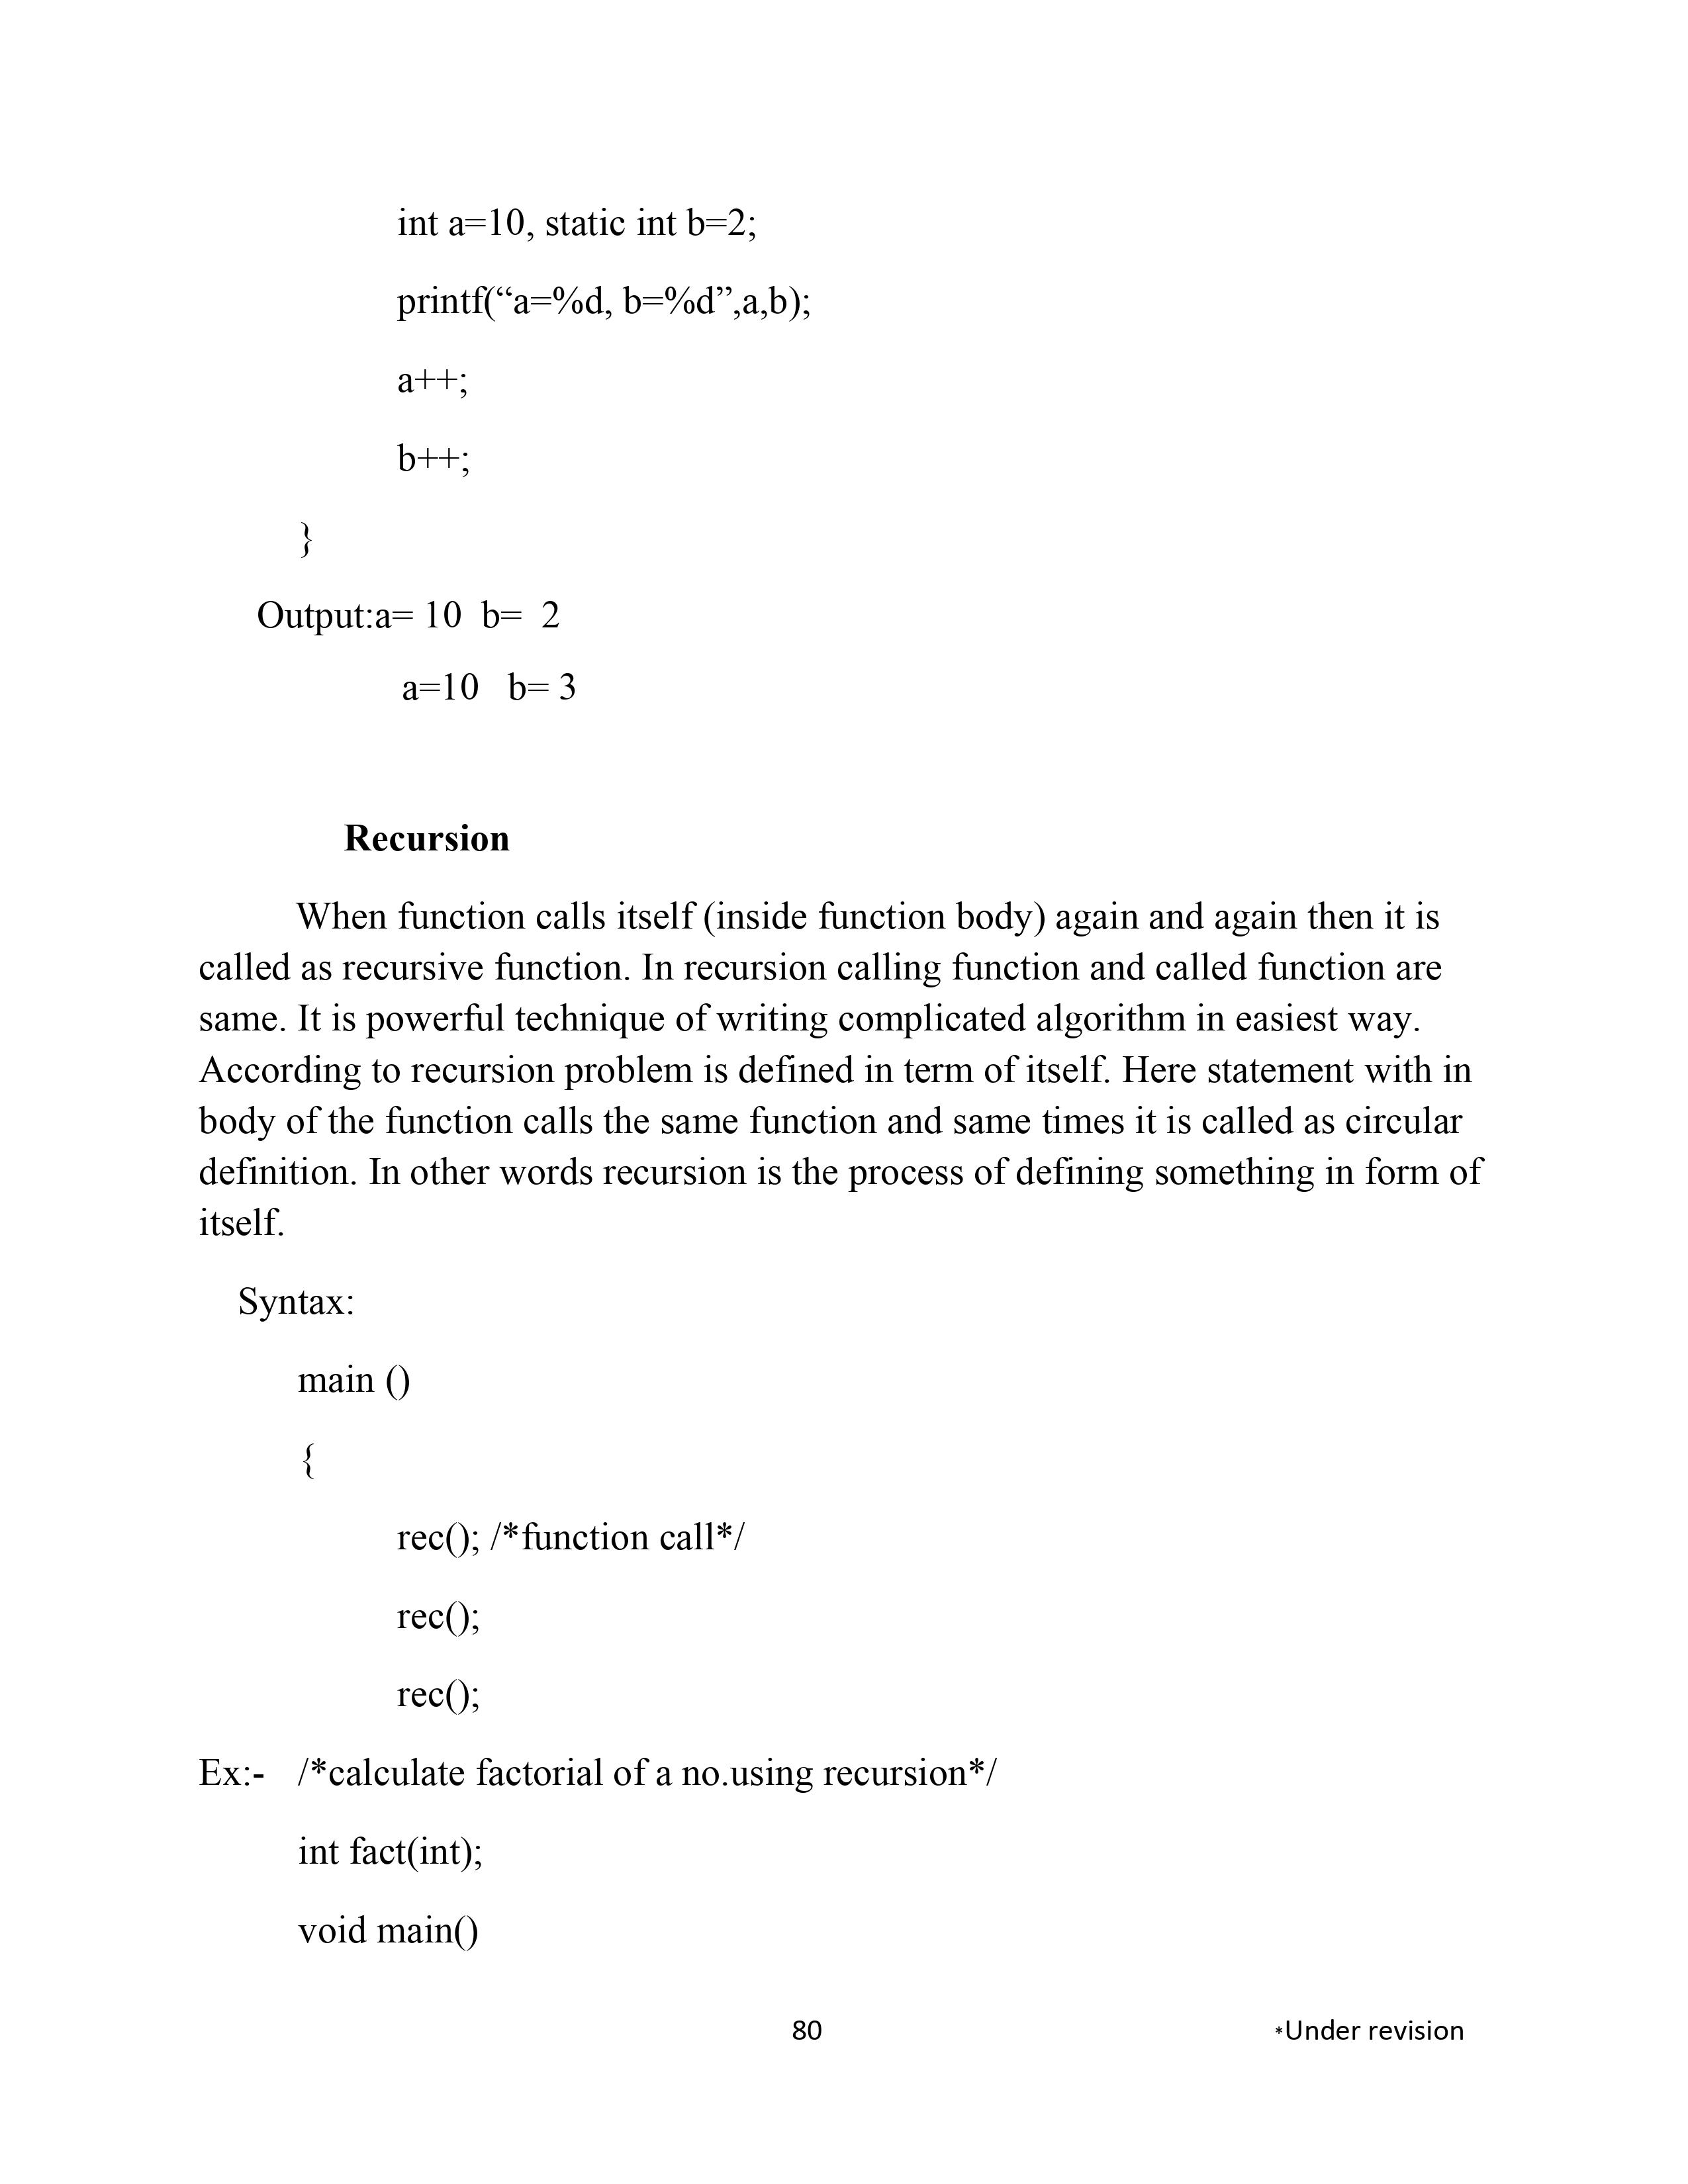 int a=10, static int b=2;
printf(“a=%d, b=%d”,a,b);
a++;
b++;
}
Output:a= 10  b=  2
a=10   b= 3
Recursion
When function calls itself (inside function body) again and again then it is
called as recursive function. In recursion calling function and called function are
same. It is powerful technique of writing complicated algorithm in easiest way.
According to recursion problem is defined in term of itself. Here statement with in
body of the function calls the same function and same times it is called as circular
definition. In other words recursion is the process of defining something in form of
itself.
Syntax:
main ()
{
rec(); /*function call*/
rec();
rec();
Ex:- /*calculate factorial of a no.using recursion*/
int fact(int);
void main()
80 *Under revision